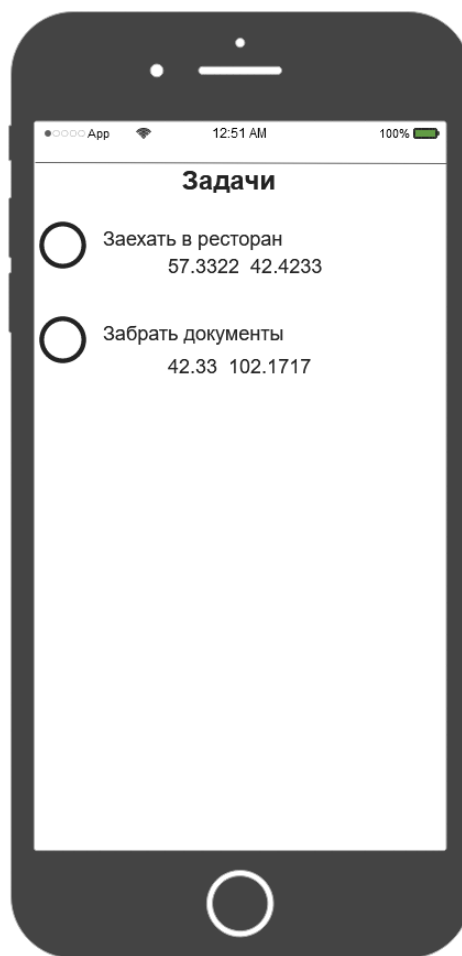 App 12:51 AM 100%
Задачи
Заехать в ресторан
57.3322 42.4233
Забрать документы
42.33 102.1717